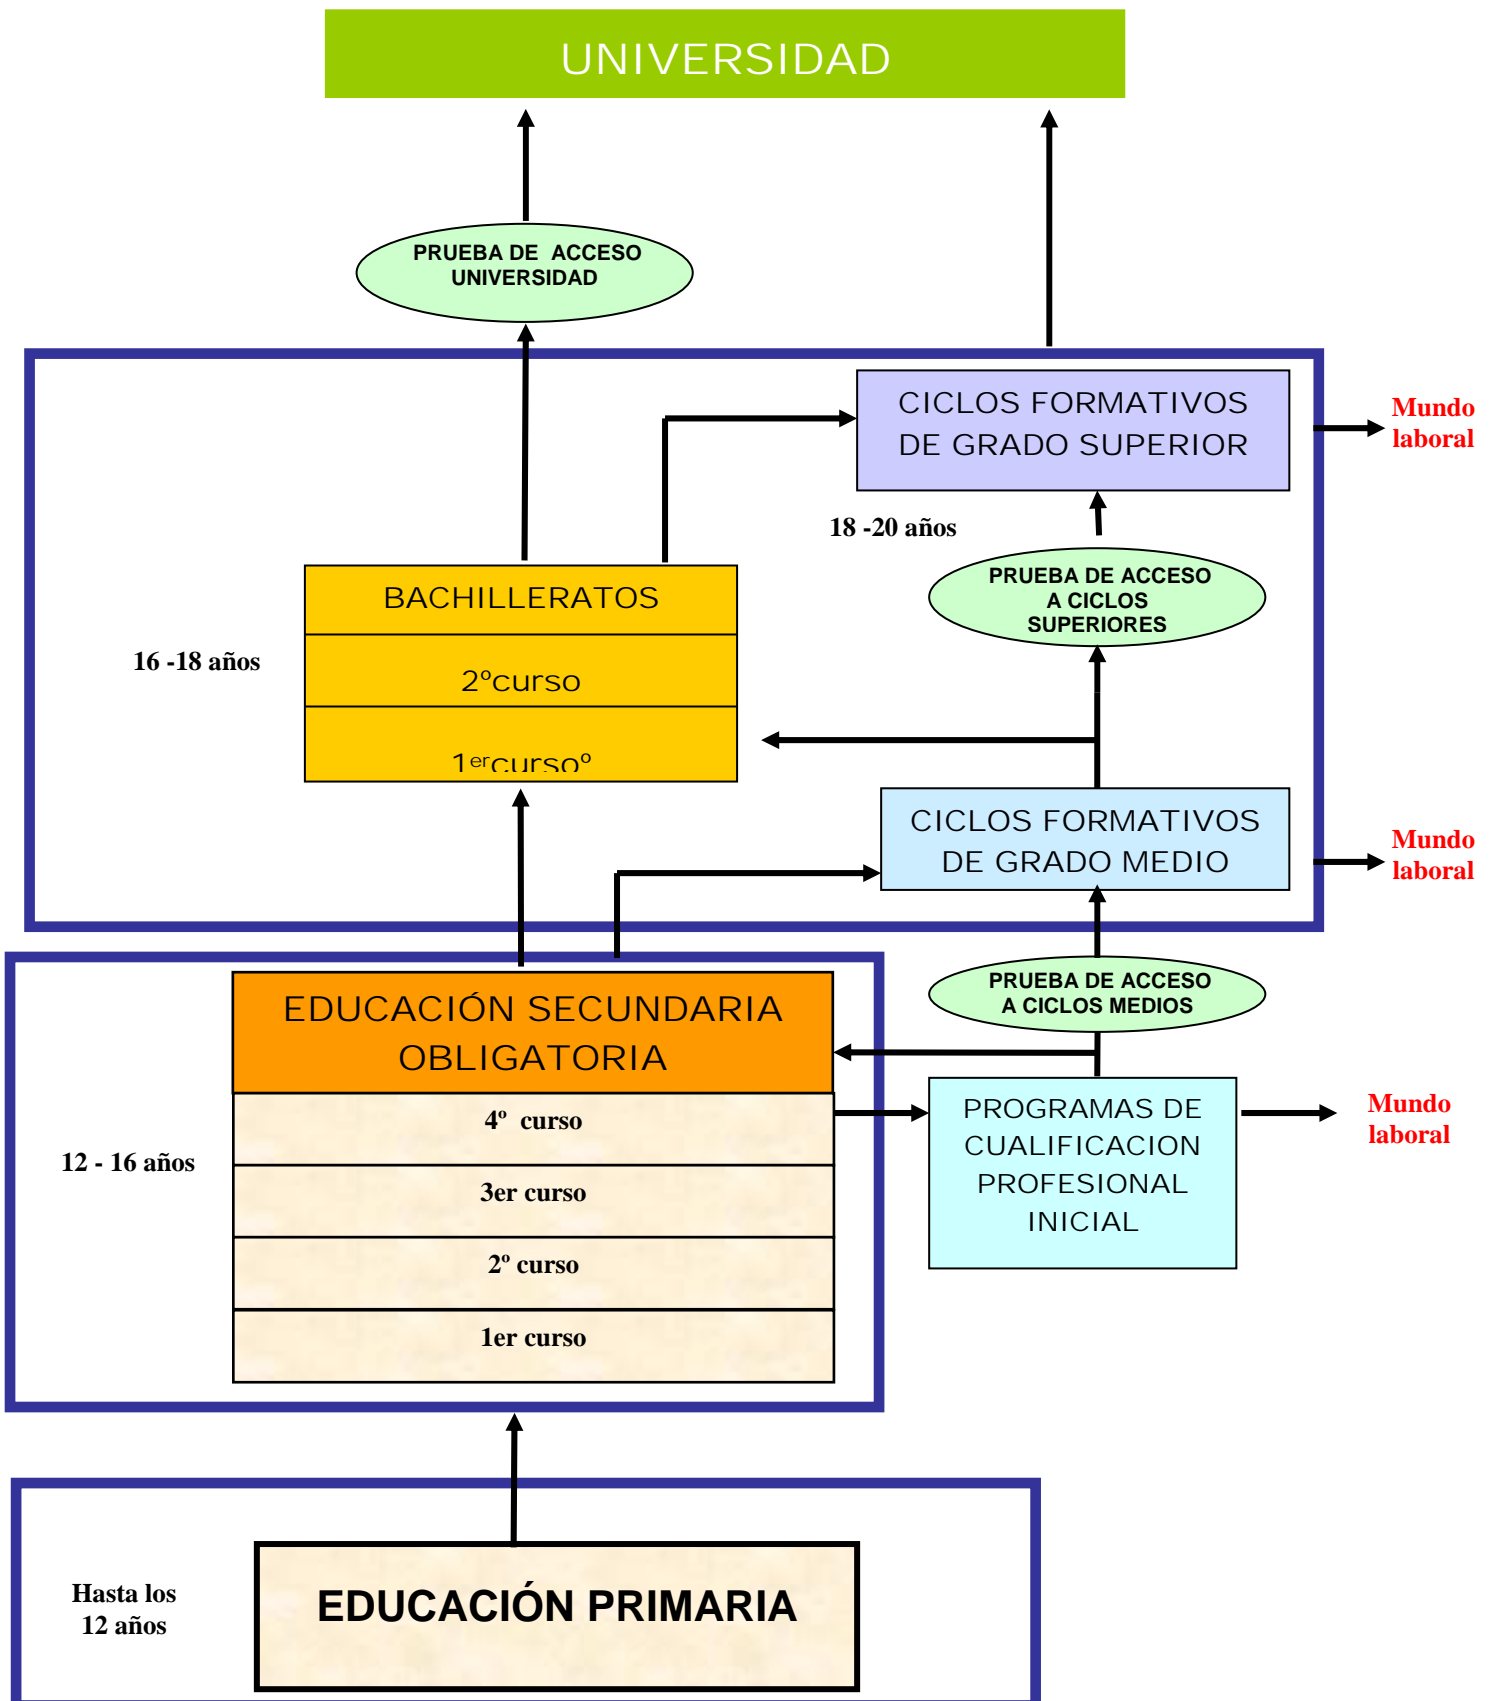 UNIVERSIDAD
PRUEBA DE ACCESO
UNIVERSIDAD
CICLOS FORMATIVOS
DE GRADO SUPERIOR
Mundo
laboral
18 -20 años
PRUEBA DE ACCESO
A CICLOS
SUPERIORES
BACHILLERATOS
16 -18 años
2ºcurso
1ercursoº
CICLOS FORMATIVOS
DE GRADO MEDIO
Mundo
laboral
PRUEBA DE ACCESO
A CICLOS MEDIOS
EDUCACIÓN SECUNDARIA
OBLIGATORIA
4º curso
12 - 16 años
3er curso
2º curso
1er curso
PROGRAMAS DE
CUALIFICACION
PROFESIONAL
INICIAL
Mundo
laboral
Hasta los
12 años
EDUCACIÓN PRIMARIA